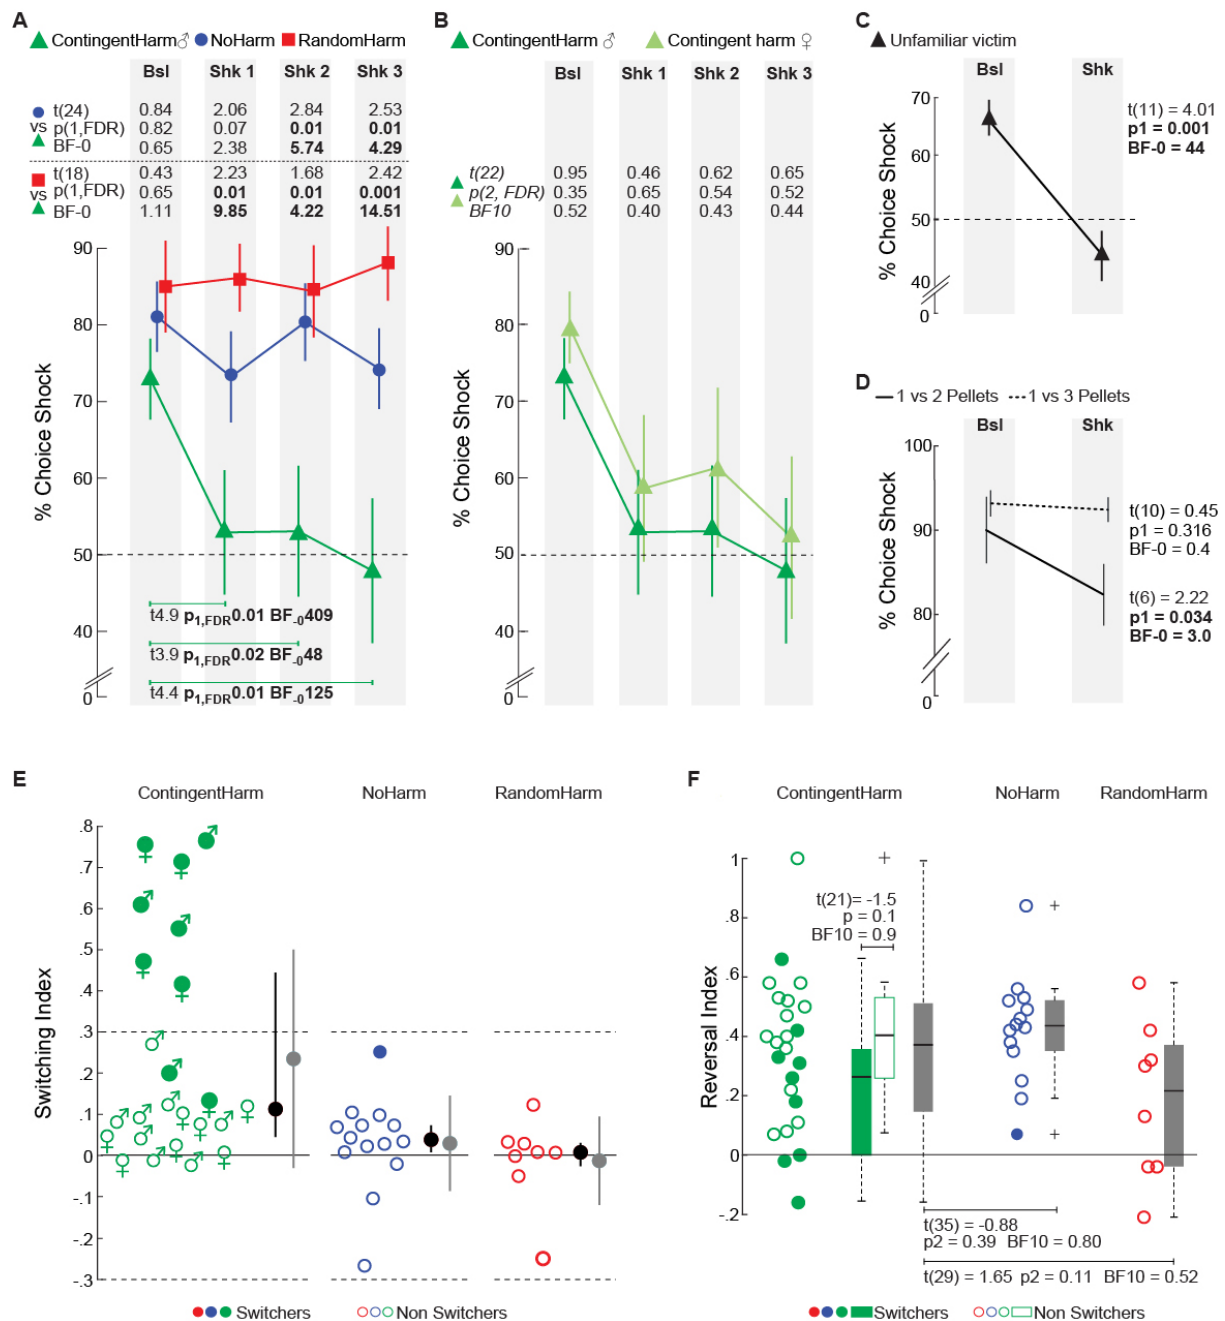 A
ContingentHarm♂ NoHarm RandomHarm
Bsl Shk 1 Shk 2 Shk 3
t(24) 0.84 2.06 2.84 2.53
vs p(1,FDR) 0.82 0.07 0.01 0.01
BF-0 0.65 2.38 5.74 4.29
t(18) 0.43 2.23 1.68 2.42
vs p(1,FDR) 0.65 0.01 0.01 0.001
BF-0 1.11 9.85 4.22 14.51
% Choice Shock
90
80
70
60
50
40
0
t4.9 p1,FDR0.01 BF-0409
t3.9 p1,FDR0.02 BF-048
t4.4 p1,FDR0.01 BF-0125
B
ContingentHarm ♂ Contingent harm ♀
Bsl Shk 1 Shk 2 Shk 3
t(22) 0.95 0.46 0.62 0.65
p(2, FDR) 0.35 0.65 0.54 0.52
BF10 0.52 0.40 0.43 0.44
% Choice Shock
90
80
70
60
50
40
0
C
Unfamiliar victim
Bsl Shk
% Choice Shock
70
60
50
40
0
t(11) = 4.01
p1 = 0.001
BF-0 = 44
D
1 vs 2 Pellets 1 vs 3 Pellets
Bsl Shk
% Choice Shock
100
90
80
0
t(10) = 0.45
p1 = 0.316
BF-0 = 0.4
t(6) = 2.22
p1 = 0.034
BF-0 = 3.0
E
ContingentHarm NoHarm RandomHarm
Switching Index
.8
.7
.6
.5
.4
.3
.2
.1
0
-.1
-.2
-.3
Switchers Non Switchers
F
ContingentHarm NoHarm RandomHarm
Reversal Index
1
.8
.6
.4
.2
0
-.2
t(21)= -1.5
p = 0.1
BF10 = 0.9
t(35) = -0.88
p2 = 0.39 BF10 = 0.80
t(29) = 1.65 p2 = 0.11 BF10 = 0.52
Switchers Non Switchers